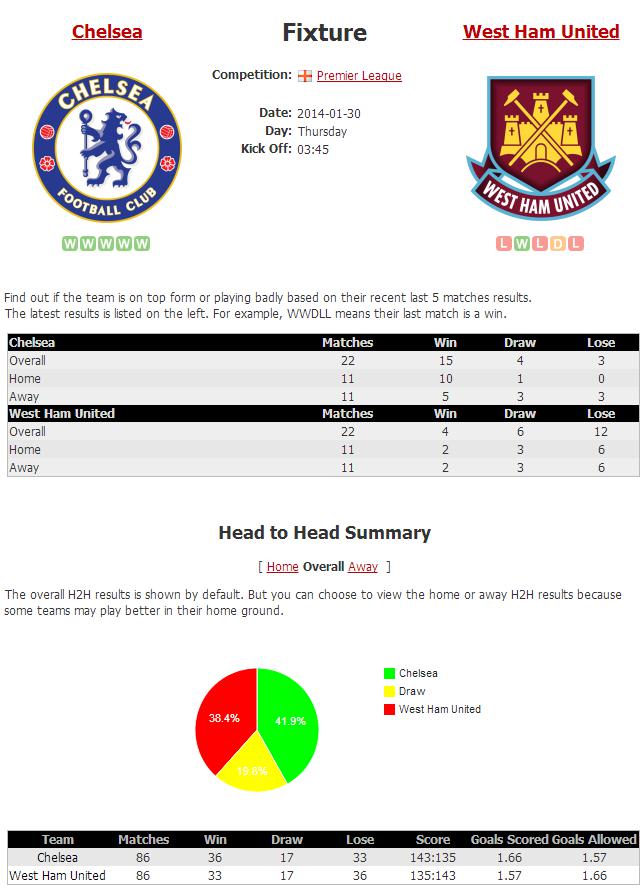 Chelsea
Fixture
West Ham United
Competition: Premier League
Date: 2014-01-30
Day: Thursday
Kick Off: 03:45
CHELSEA
FOOTBALL CLUB
WEST HAM UNITED
W W W W W
L W L D L
Find out if the team is on top form or playing badly based on their recent last 5 matches results.
The latest results is listed on the left. For example, WWDLL means their last match is a win.
Chelsea Matches Win Draw Lose
Overall 22 15 4 3
Home 11 10 1 0
Away 11 5 3 3
West Ham United Matches Win Draw Lose
Overall 22 4 6 12
Home 11 2 3 6
Away 11 2 3 6
Head to Head Summary
[ Home Overall Away ]
The overall H2H results is shown by default. But you can choose to view the home or away H2H results because
some teams may play better in their home ground.
Chelsea
Draw
West Ham United
38.4%
41.9%
19.8%
Team Matches Win Draw Lose Score Goals Scored Goals Allowed
Chelsea 86 36 17 33 143:135 1.66 1.57
West Ham United 86 33 17 36 135:143 1.57 1.66